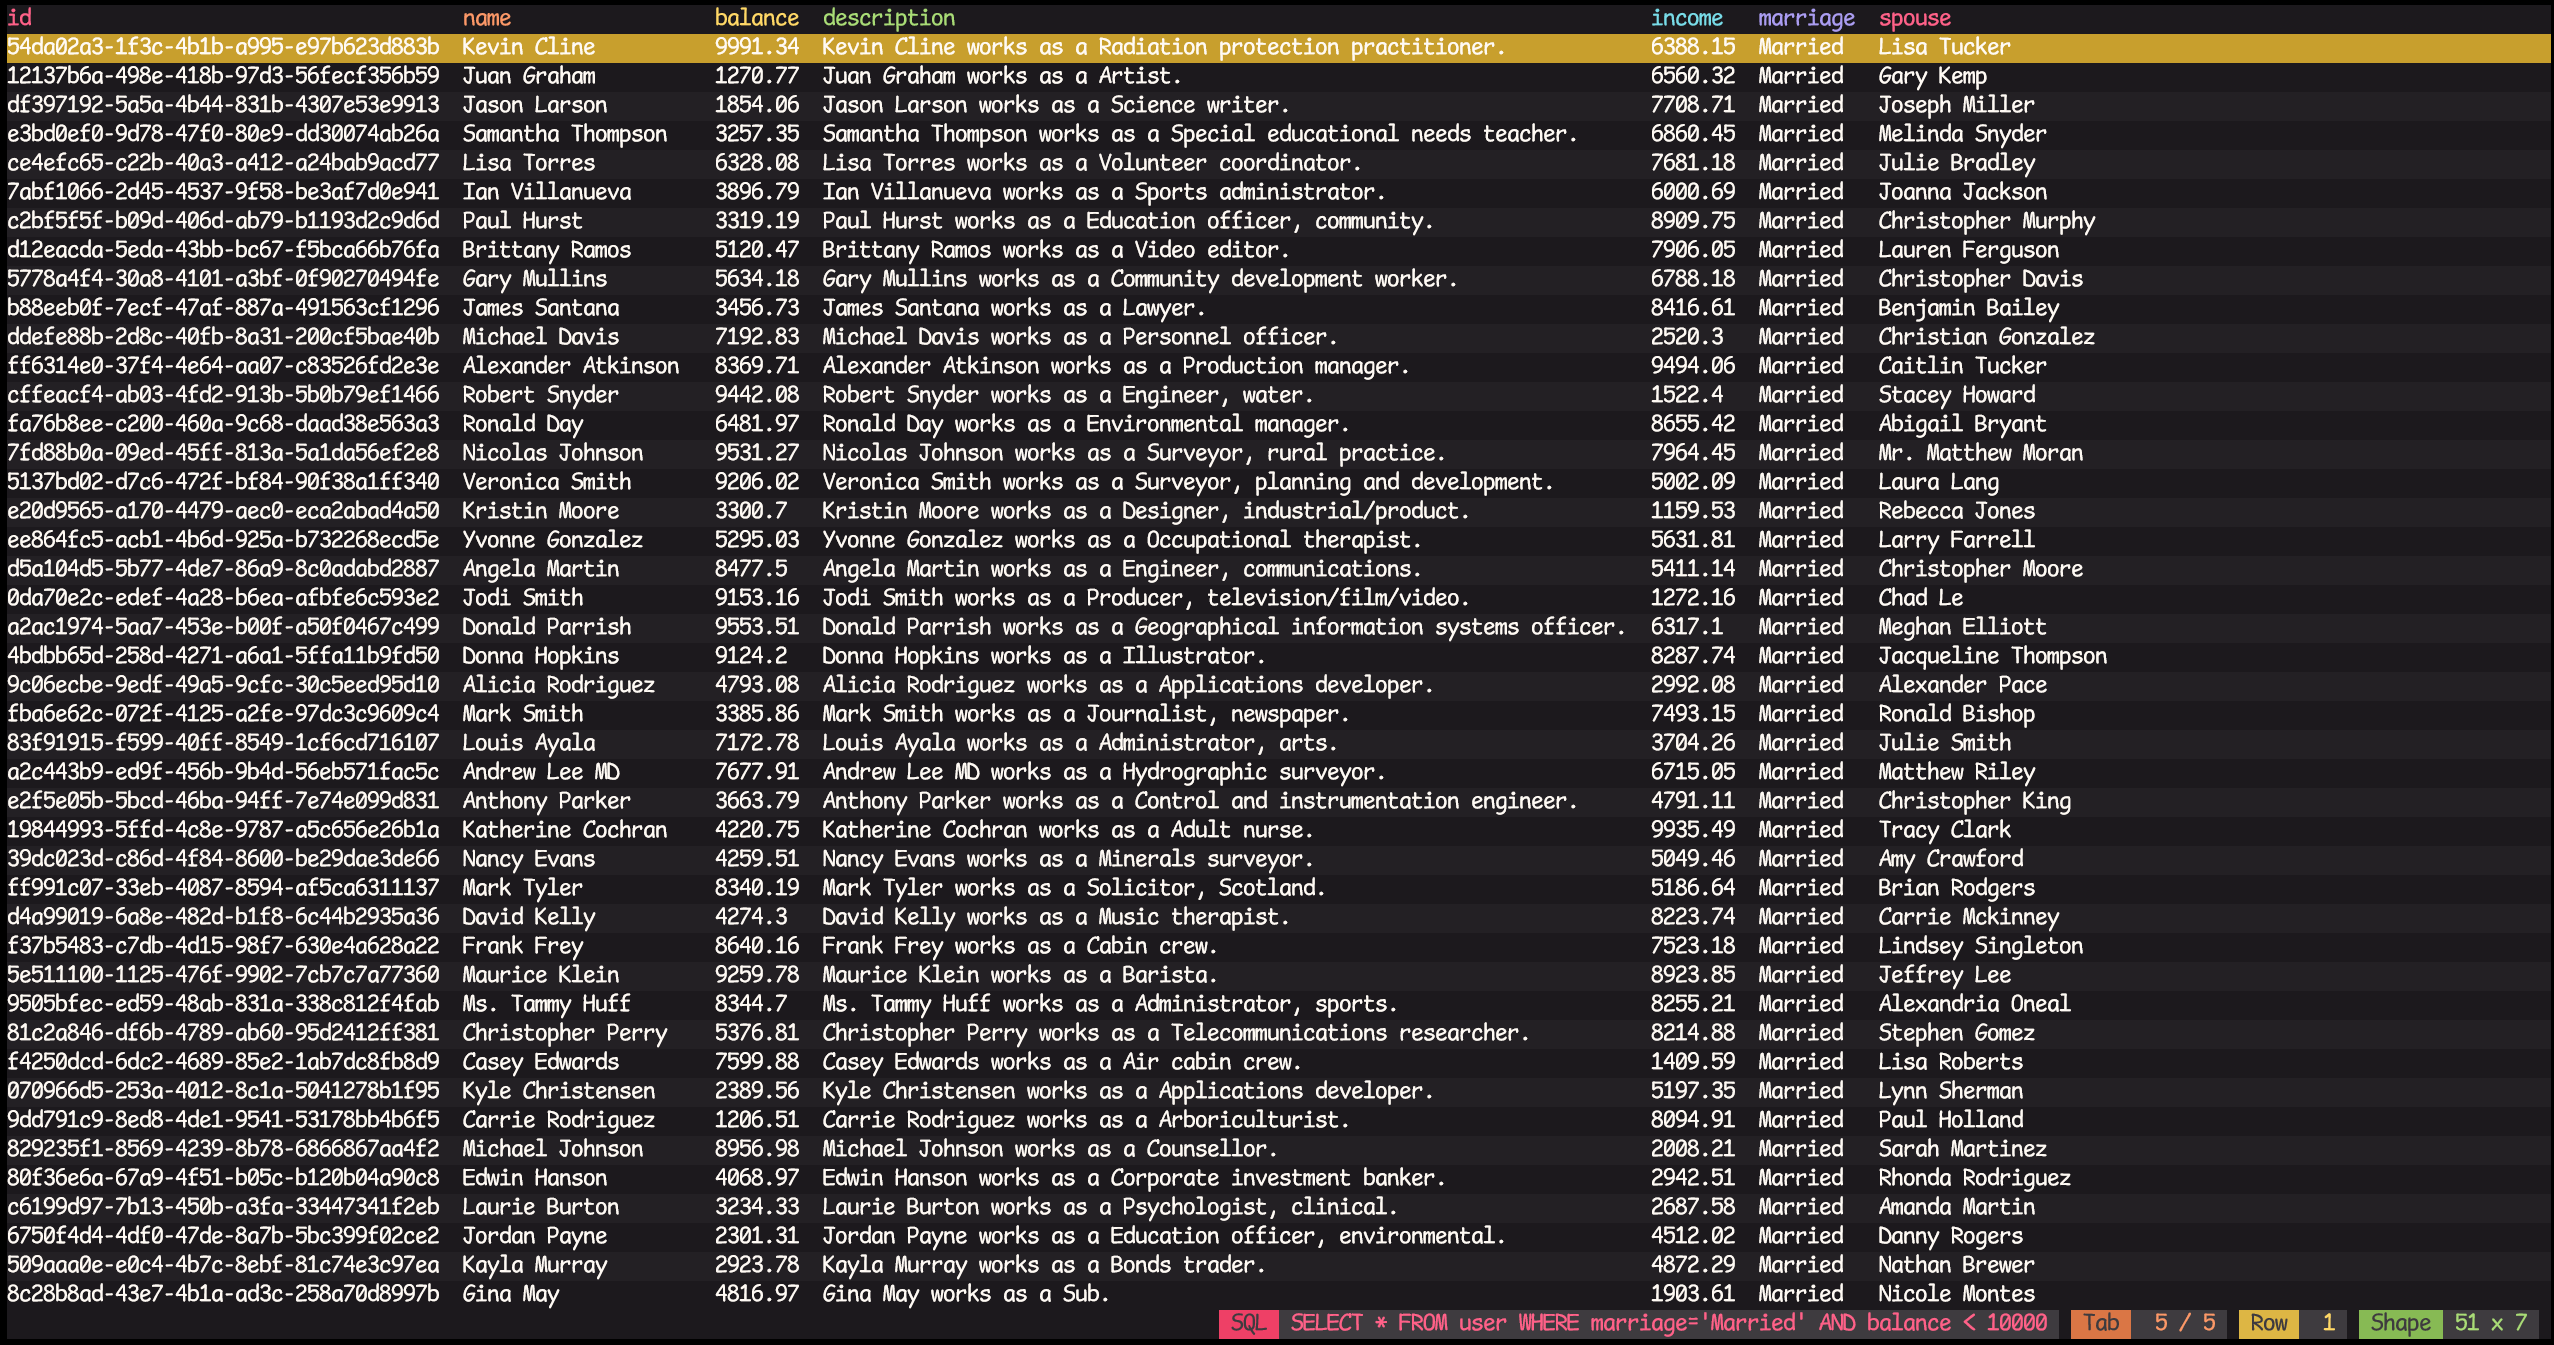 id name balance description income marriage spouse
54da02a3-1f3c-4b1b-a995-e97b623d883b Kevin Cline 9991.34 Kevin Cline works as a Radiation protection practitioner. 6388.15 Married Lisa Tucker
12137b6a-498e-418b-97d3-56fecf356b59 Juan Graham 1270.77 Juan Graham works as a Artist. 6560.32 Married Gary Kemp
df397192-5a5a-4b44-831b-4307e53e9913 Jason Larson 1854.06 Jason Larson works as a Science writer. 7708.71 Married Joseph Miller
e3bd0ef0-9d78-47f0-80e9-dd30074ab26a Samantha Thompson 3257.35 Samantha Thompson works as a Special educational needs teacher. 6860.45 Married Melinda Snyder
ce4efc65-c22b-40a3-a412-a24bab9acd77 Lisa Torres 6328.08 Lisa Torres works as a Volunteer coordinator. 7681.18 Married Julie Bradley
7abf1066-2d45-4537-9f58-be3af7d0e941 Ian Villanueva 3896.79 Ian Villanueva works as a Sports administrator. 6000.69 Married Joanna Jackson
c2bf5f5f-b09d-406d-ab79-b1193d2c9d6d Paul Hurst 3319.19 Paul Hurst works as a Education officer, community. 8909.75 Married Christopher Murphy
d12eacda-5eda-43bb-bc67-f5bca66b76fa Brittany Ramos 5120.47 Brittany Ramos works as a Video editor. 7906.05 Married Lauren Ferguson
5778a4f4-30a8-4101-a3bf-0f90270494fe Gary Mullins 5634.18 Gary Mullins works as a Community development worker. 6788.18 Married Christopher Davis
b88eeb0f-7ecf-47af-887a-491563cf1296 James Santana 3456.73 James Santana works as a Lawyer. 8416.61 Married Benjamin Bailey
ddefe88b-2d8c-40fb-8a31-200cf5bae40b Michael Davis 7192.83 Michael Davis works as a Personnel officer. 2520.3 Married Christian Gonzalez
ff6314e0-37f4-4e64-aa07-c83526fd2e3e Alexander Atkinson 8369.71 Alexander Atkinson works as a Production manager. 9494.06 Married Caitlin Tucker
cffeacf4-ab03-4fd2-913b-5b0b79ef1466 Robert Snyder 9442.08 Robert Snyder works as a Engineer, water. 1522.4 Married Stacey Howard
fa76b8ee-c200-460a-9c68-daad38e563a3 Ronald Day 6481.97 Ronald Day works as a Environmental manager. 8655.42 Married Abigail Bryant
7fd88b0a-09ed-45ff-813a-5a1da56ef2e8 Nicolas Johnson 9531.27 Nicolas Johnson works as a Surveyor, rural practice. 7964.45 Married Mr. Matthew Moran
5137bd02-d7c6-472f-bf84-90f38a1ff340 Veronica Smith 9206.02 Veronica Smith works as a Surveyor, planning and development. 5002.09 Married Laura Lang
e20d9565-a170-4479-aec0-eca2abad4a50 Kristin Moore 3300.7 Kristin Moore works as a Designer, industrial/product. 1159.53 Married Rebecca Jones
ee864fc5-acb1-4b6d-925a-b732268ecd5e Yvonne Gonzalez 5295.03 Yvonne Gonzalez works as a Occupational therapist. 5631.81 Married Larry Farrell
d5a104d5-5b77-4de7-86a9-8c0adabd2887 Angela Martin 8477.5 Angela Martin works as a Engineer, communications. 5411.14 Married Christopher Moore
0da70e2c-edef-4a28-b6ea-afbfe6c593e2 Jodi Smith 9153.16 Jodi Smith works as a Producer, television/film/video. 1272.16 Married Chad Le
a2ac1974-5aa7-453e-b00f-a50f0467c499 Donald Parrish 9553.51 Donald Parrish works as a Geographical information systems officer. 6317.1 Married Meghan Elliott
4bdbb65d-258d-4271-a6a1-5ffa11b9fd50 Donna Hopkins 9124.2 Donna Hopkins works as a Illustrator. 8287.74 Married Jacqueline Thompson
9c06ecbe-9edf-49a5-9cfc-30c5eed95d10 Alicia Rodriguez 4793.08 Alicia Rodriguez works as a Applications developer. 2992.08 Married Alexander Pace
fba6e62c-072f-4125-a2fe-97dc3c9609c4 Mark Smith 3385.86 Mark Smith works as a Journalist, newspaper. 7493.15 Married Ronald Bishop
83f91915-f599-40ff-8549-1cf6cd716107 Louis Ayala 7172.78 Louis Ayala works as a Administrator, arts. 3704.26 Married Julie Smith
a2c443b9-ed9f-456b-9b4d-56eb571fac5c Andrew Lee MD 7677.91 Andrew Lee MD works as a Hydrographic surveyor. 6715.05 Married Matthew Riley
e2f5e05b-5bcd-46ba-94ff-7e74e099d831 Anthony Parker 3663.79 Anthony Parker works as a Control and instrumentation engineer. 4791.11 Married Christopher King
19844993-5ffd-4c8e-9787-a5c656e26b1a Katherine Cochran 4220.75 Katherine Cochran works as a Adult nurse. 9935.49 Married Tracy Clark
39dc023d-c86d-4f84-8600-be29dae3de66 Nancy Evans 4259.51 Nancy Evans works as a Minerals surveyor. 5049.46 Married Amy Crawford
ff991c07-33eb-4087-8594-af5ca6311137 Mark Tyler 8340.19 Mark Tyler works as a Solicitor, Scotland. 5186.64 Married Brian Rodgers
d4a99019-6a8e-482d-b1f8-6c44b2935a36 David Kelly 4274.3 David Kelly works as a Music therapist. 8223.74 Married Carrie Mckinney
f37b5483-c7db-4d15-98f7-630e4a628a22 Frank Frey 8640.16 Frank Frey works as a Cabin crew. 7523.18 Married Lindsey Singleton
5e511100-1125-476f-9902-7cb7c7a77360 Maurice Klein 9259.78 Maurice Klein works as a Barista. 8923.85 Married Jeffrey Lee
9505bfec-ed59-48ab-831a-338c812f4fab Ms. Tammy Huff 8344.7 Ms. Tammy Huff works as a Administrator, sports. 8255.21 Married Alexandria Oneal
81c2a846-df6b-4789-ab60-95d2412ff381 Christopher Perry 5376.81 Christopher Perry works as a Telecommunications researcher. 8214.88 Married Stephen Gomez
f4250dcd-6dc2-4689-85e2-1ab7dc8fb8d9 Casey Edwards 7599.88 Casey Edwards works as a Air cabin crew. 1409.59 Married Lisa Roberts
070966d5-253a-4012-8c1a-5041278b1f95 Kyle Christensen 2389.56 Kyle Christensen works as a Applications developer. 5197.35 Married Lynn Sherman
9dd791c9-8ed8-4de1-9541-53178bb4b6f5 Carrie Rodriguez 1206.51 Carrie Rodriguez works as a Arboriculturist. 8094.91 Married Paul Holland
829235f1-8569-4239-8b78-6866867aa4f2 Michael Johnson 8956.98 Michael Johnson works as a Counsellor. 2008.21 Married Sarah Martinez
80f36e6a-67a9-4f51-b05c-b120b04a90c8 Edwin Hanson 4068.97 Edwin Hanson works as a Corporate investment banker. 2942.51 Married Rhonda Rodriguez
c6199d97-7b13-450b-a3fa-33447341f2eb Laurie Burton 3234.33 Laurie Burton works as a Psychologist, clinical. 2687.58 Married Amanda Martin
6750f4d4-4df0-47de-8a7b-5bc399f02ce2 Jordan Payne 2301.31 Jordan Payne works as a Education officer, environmental. 4512.02 Married Danny Rogers
509aaa0e-e0c4-4b7c-8ebf-81c74e3c97ea Kayla Murray 2923.78 Kayla Murray works as a Bonds trader. 4872.29 Married Nathan Brewer
8c28b8ad-43e7-4b1a-ad3c-258a70d8997b Gina May 4816.97 Gina May works as a Sub. 1903.61 Married Nicole Montes
SQL SELECT * FROM user WHERE marriage='Married' AND balance < 10000 Tab 5 / 5 Row 1 Shape 51 x 7